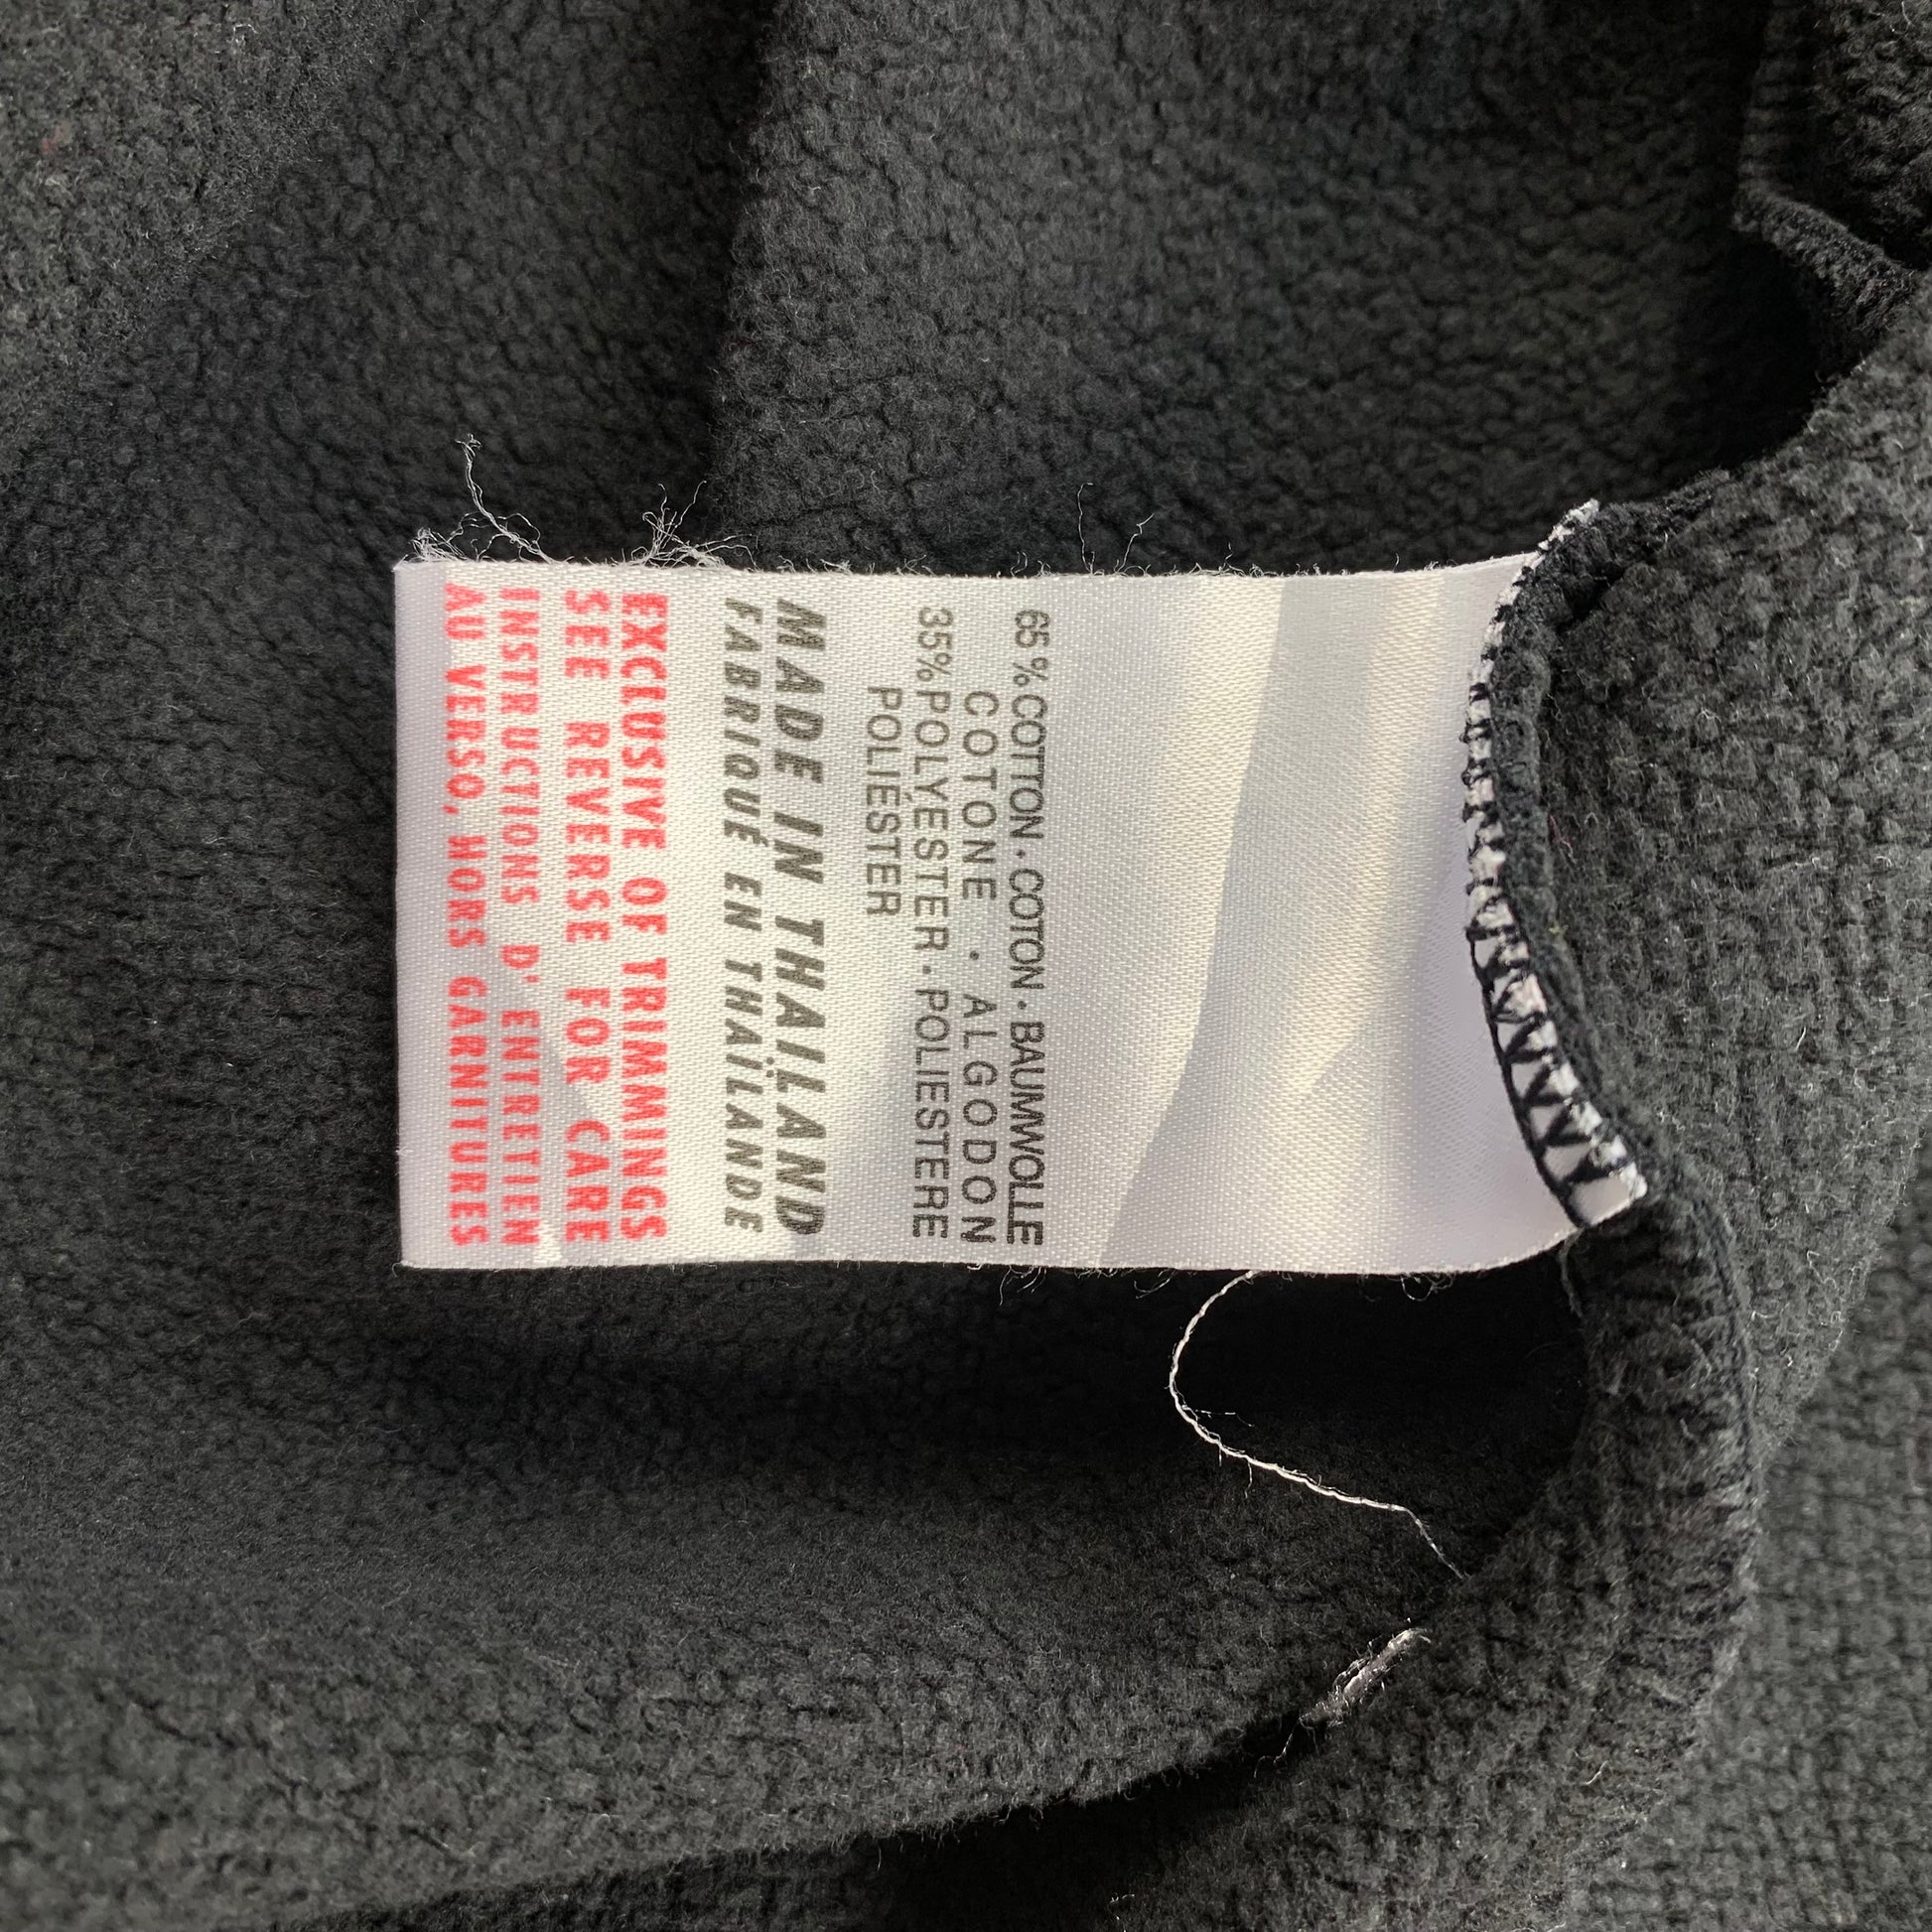 65%COTTON·COTON·BAUMWOLLE
COTONE · ALGODON
35%POLYESTER·POLIESTERE
POLIÉSTER
MADE IN THAILAND
FABRIQUÉ EN THAÏLANDE
EXCLUSIVE OF TRIMMINGS
SEE REVERSE FOR CARE
INSTRUCTIONS D'ENTRETIEN
AU VERSO, HORS GARNITURES